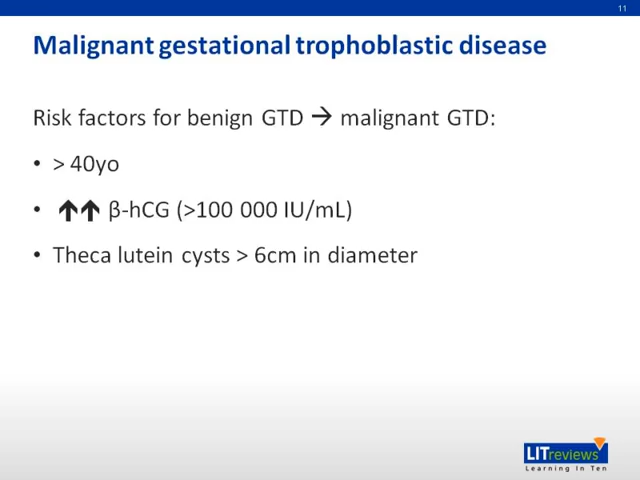 11
Malignant gestational trophoblastic disease
Risk factors for benign GTD → malignant GTD:
• > 40yo
• ↑↑ β-hCG (>100 000 IU/mL)
• Theca lutein cysts > 6cm in diameter
LITreviews
Learning In Ten